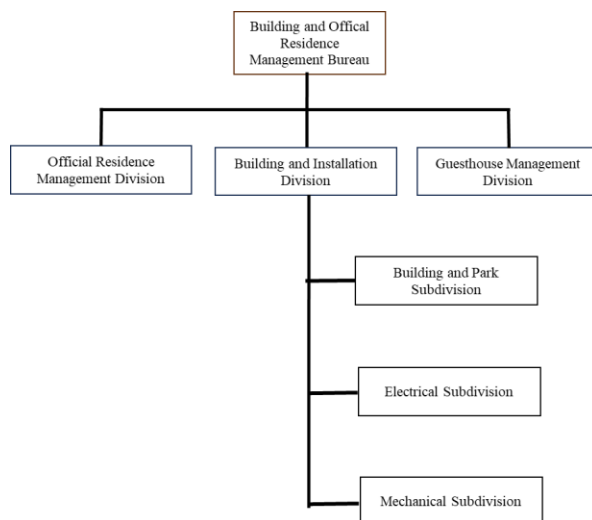 Building and Offical
Residence
Management Bureau
Official Residence
Management Division
Building and Installation
Division
Guesthouse Management
Division
Building and Park
Subdivision
Electrical Subdivision
Mechanical Subdivision